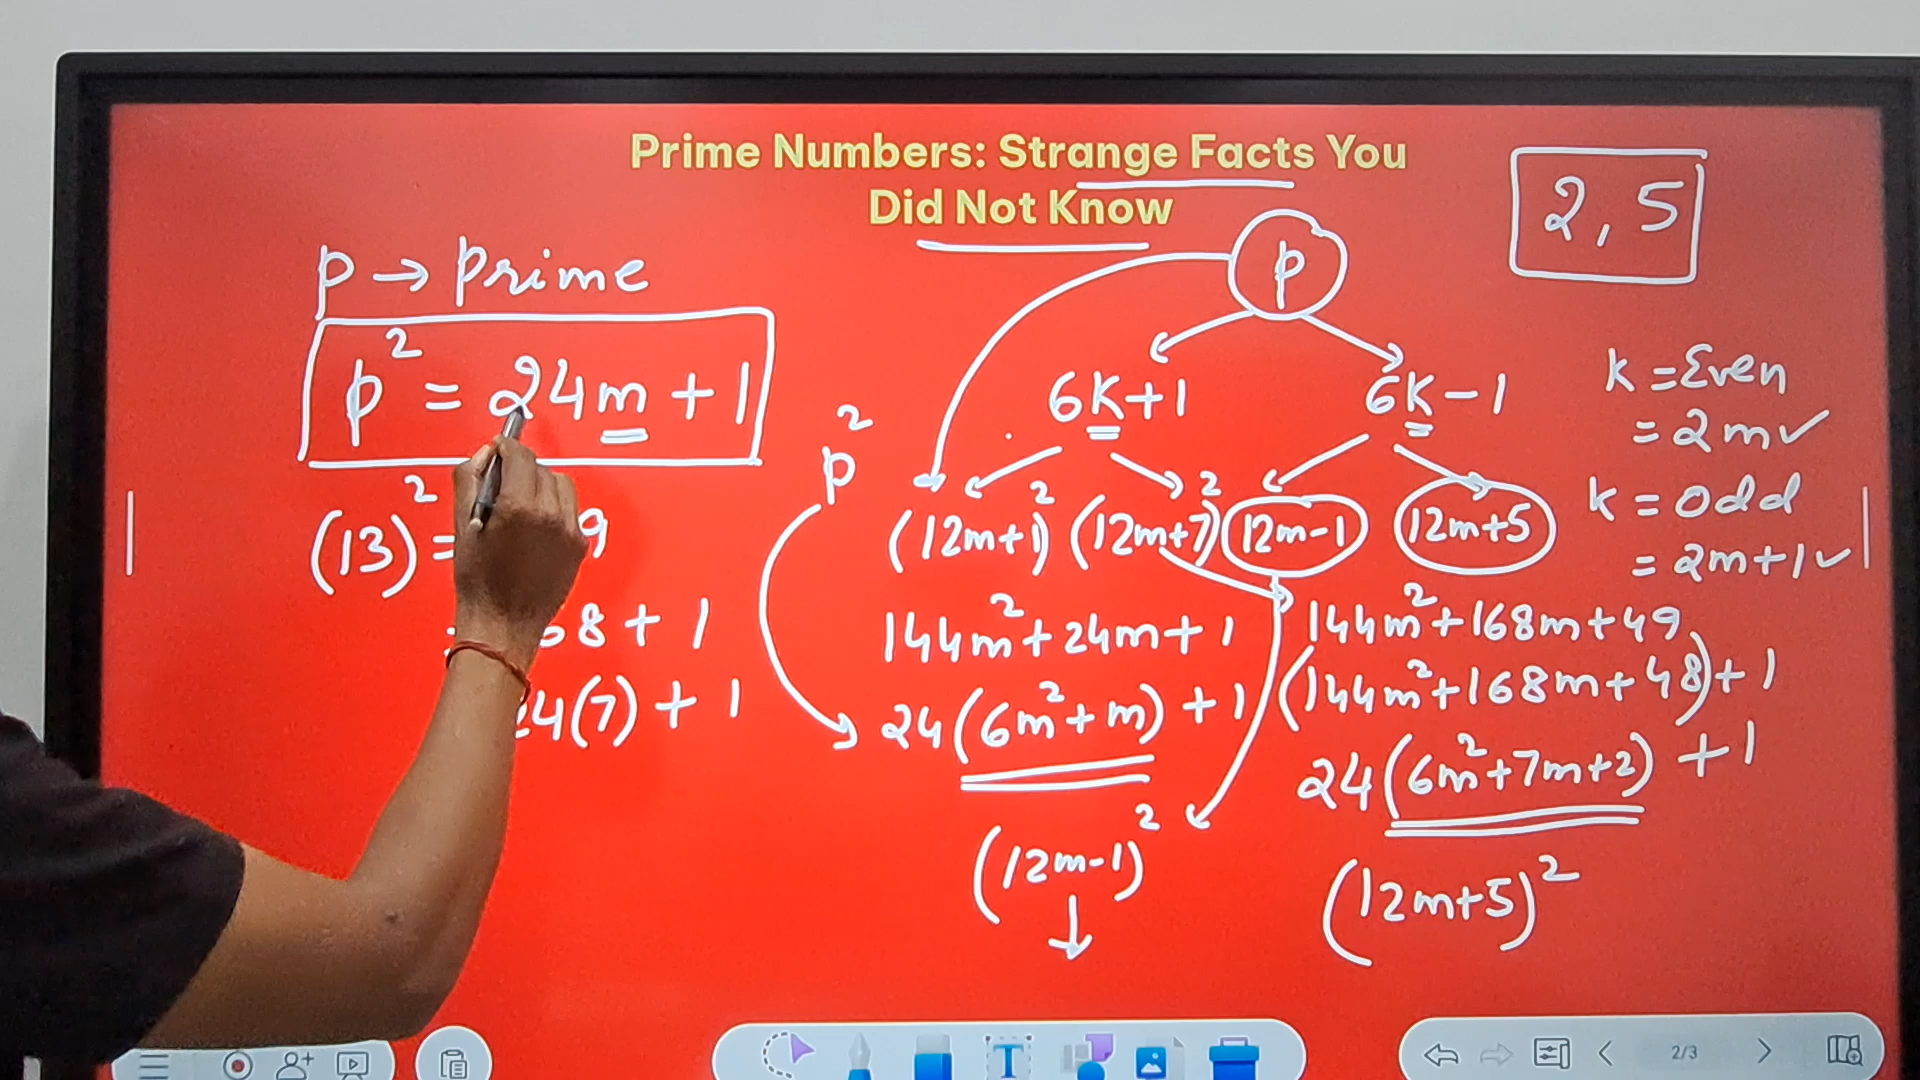 Prime Numbers: Strange Facts You
Did Not Know
2, 5
p → Prime
p² = 24m + 1
(13)² = 9
68 + 1
24(7) + 1
p
6k+1
6k-1
k = Even
= 2m✓
k = odd
= 2m+1✓
p²
(12m+1)² (12m+7)² 12m-1 12m+5
144m²+24m+1
24(6m²+m)+1
(12m-1)²
144m²+168m+49
(144m²+168m+48)+1
24(6m²+7m+2)+1
(12m+5)²
T
2/3